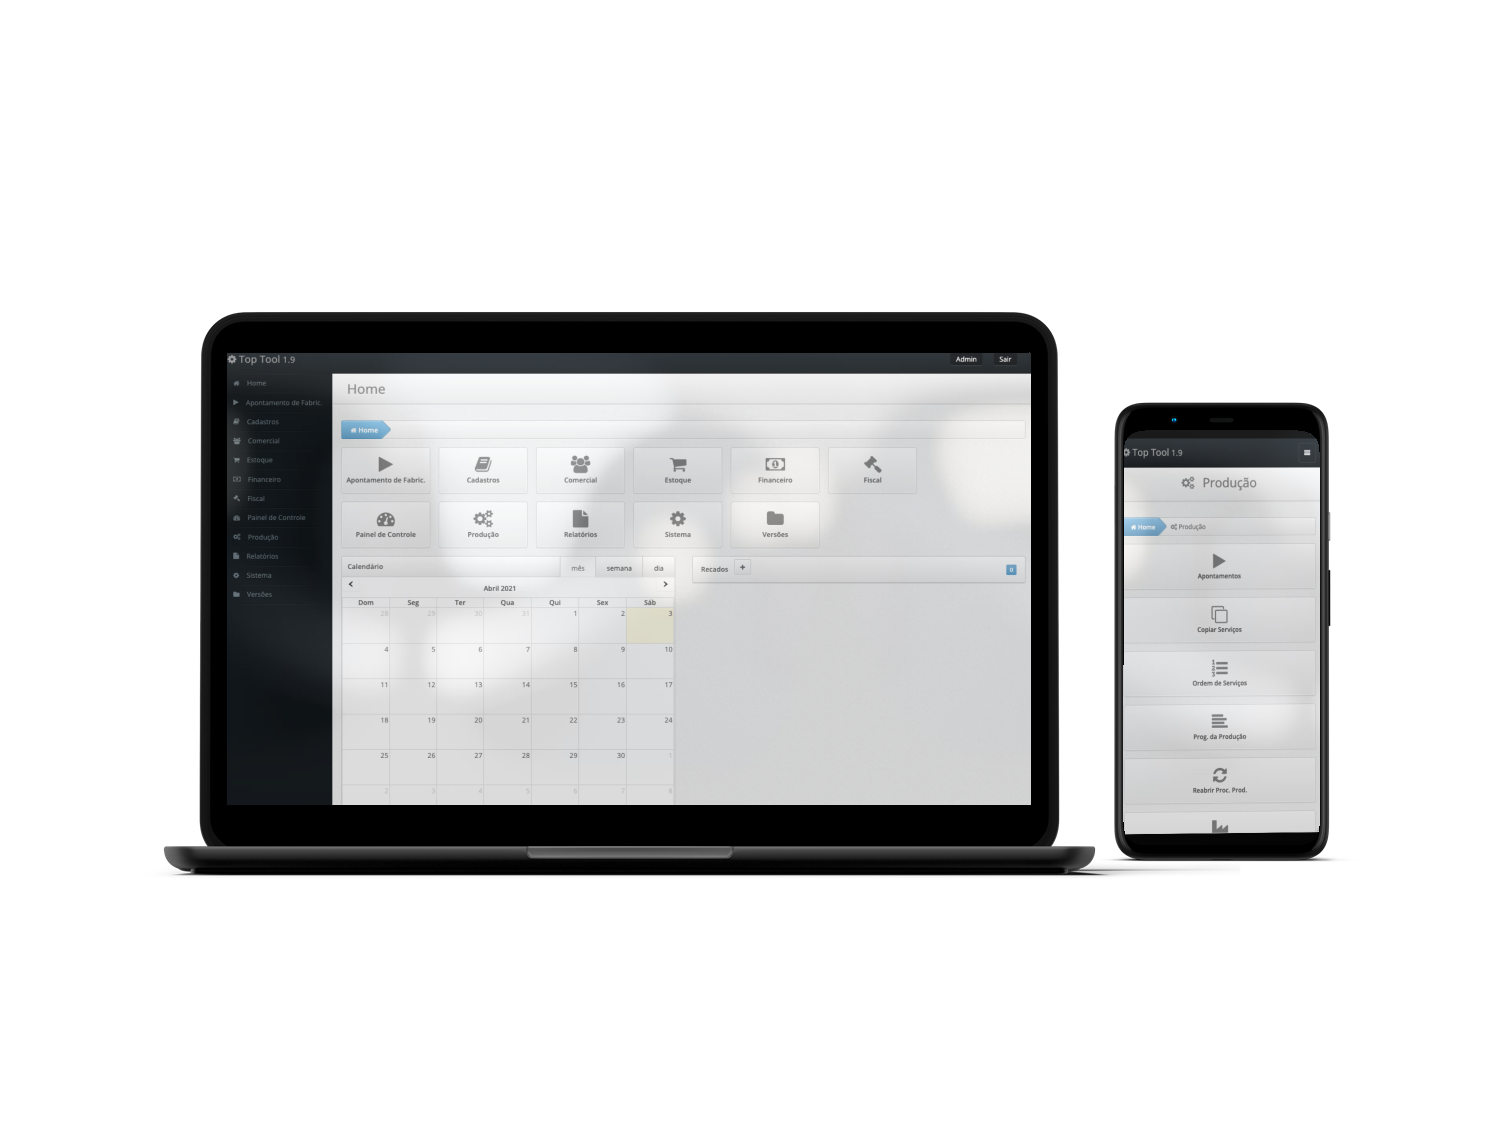 Top Tool 1.9
Admin Sair
Home
Apontamento de Fabric.
Cadastros
Comercial
Estoque
Financeiro
Fiscal
Painel de Controle
Produção
Relatórios
Sistema
Versões
Home
Home
Apontamento de Fabric. Cadastros Comercial Estoque Financeiro Fiscal
Painel de Controle Produção Relatórios Sistema Versões
Calendário mês semana dia
Abril 2021
Dom Seg Ter Qua Qui Sex Sáb
28 29 30 31 1 2 3
4 5 6 7 8 9 10
11 12 13 14 15 16 17
18 19 20 21 22 23 24
25 26 27 28 29 30 1
2 3 4 5 6 7 8
Recados + 0
Top Tool 1.9
Produção
Home Produção
Apontamentos
Copiar Serviços
Ordem de Serviços
Prog. da Produção
Reabrir Proc. Prod.